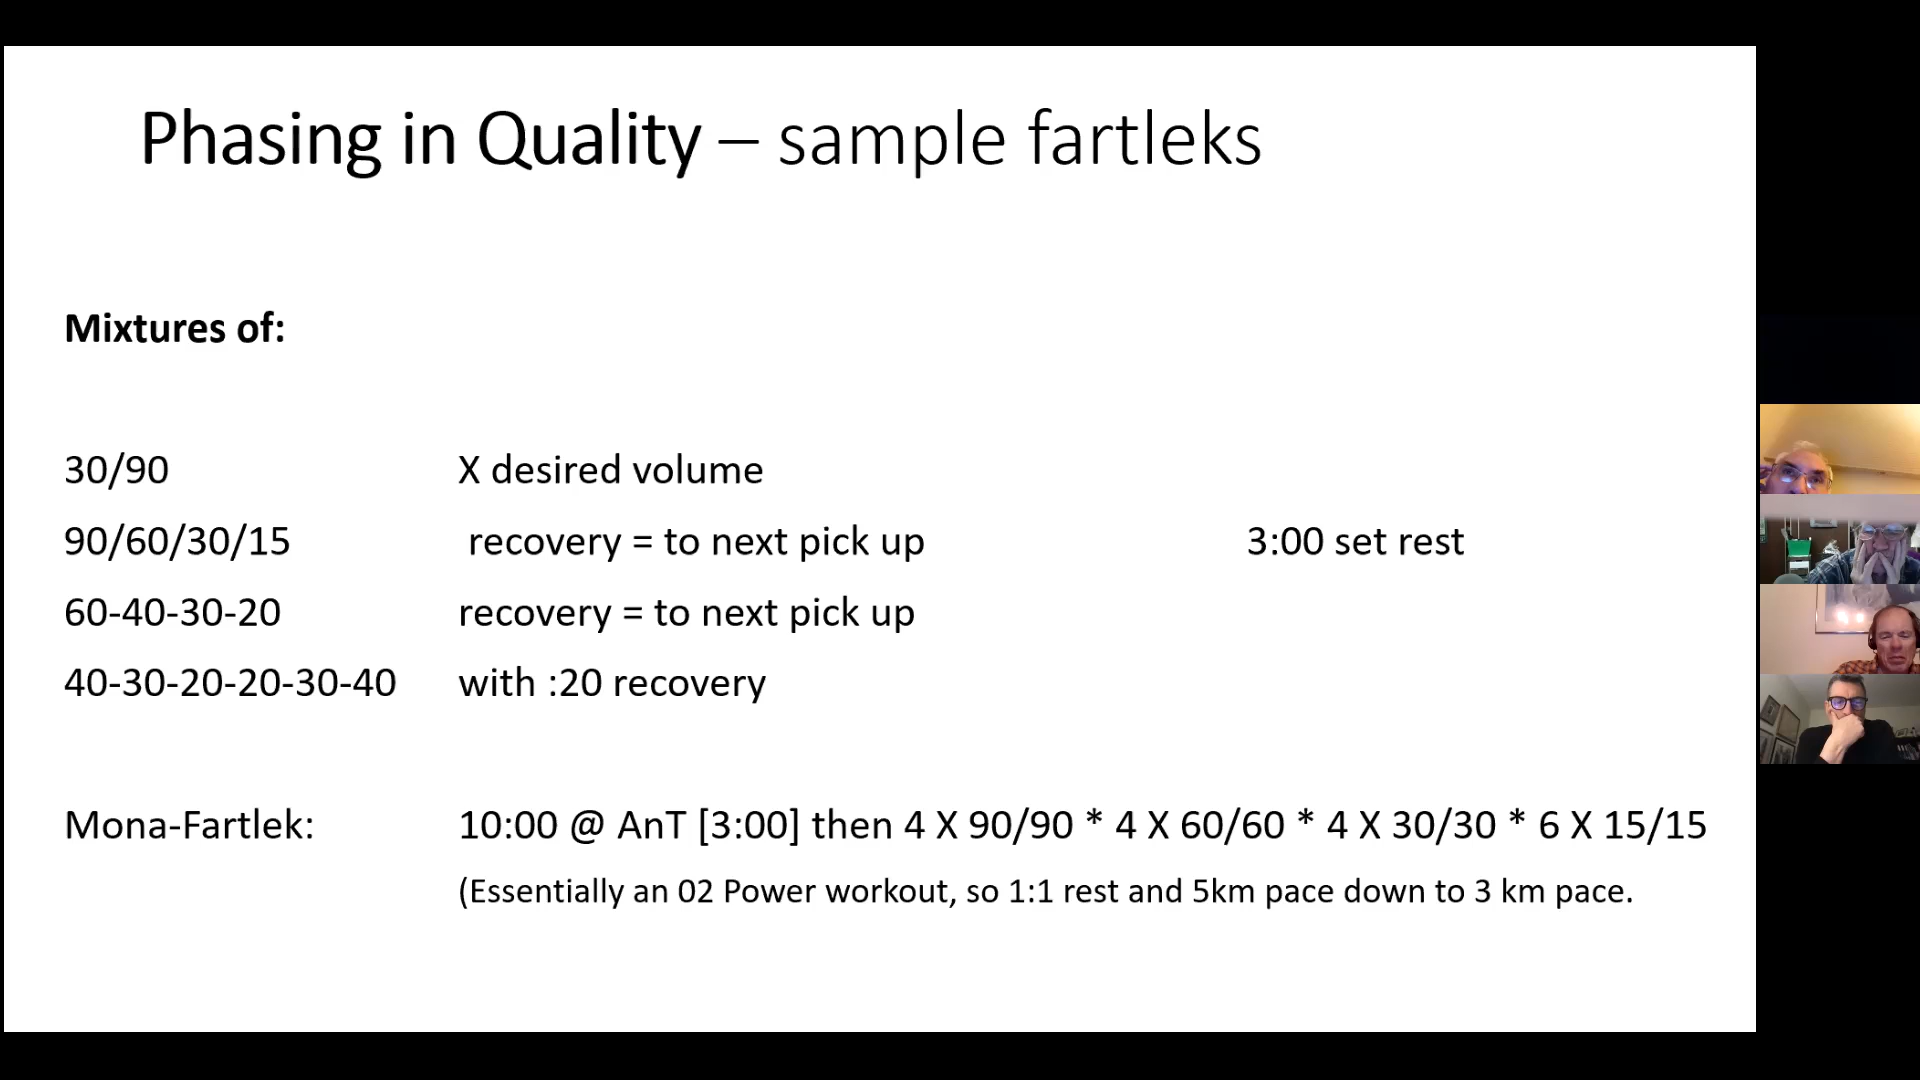 Phasing in Quality – sample fartleks
Mixtures of:
30/90 X desired volume
90/60/30/15 recovery = to next pick up 3:00 set rest
60-40-30-20 recovery = to next pick up
40-30-20-20-30-40 with :20 recovery
Mona-Fartlek: 10:00 @ AnT [3:00] then 4 X 90/90 * 4 X 60/60 * 4 X 30/30 * 6 X 15/15
(Essentially an 02 Power workout, so 1:1 rest and 5km pace down to 3 km pace.